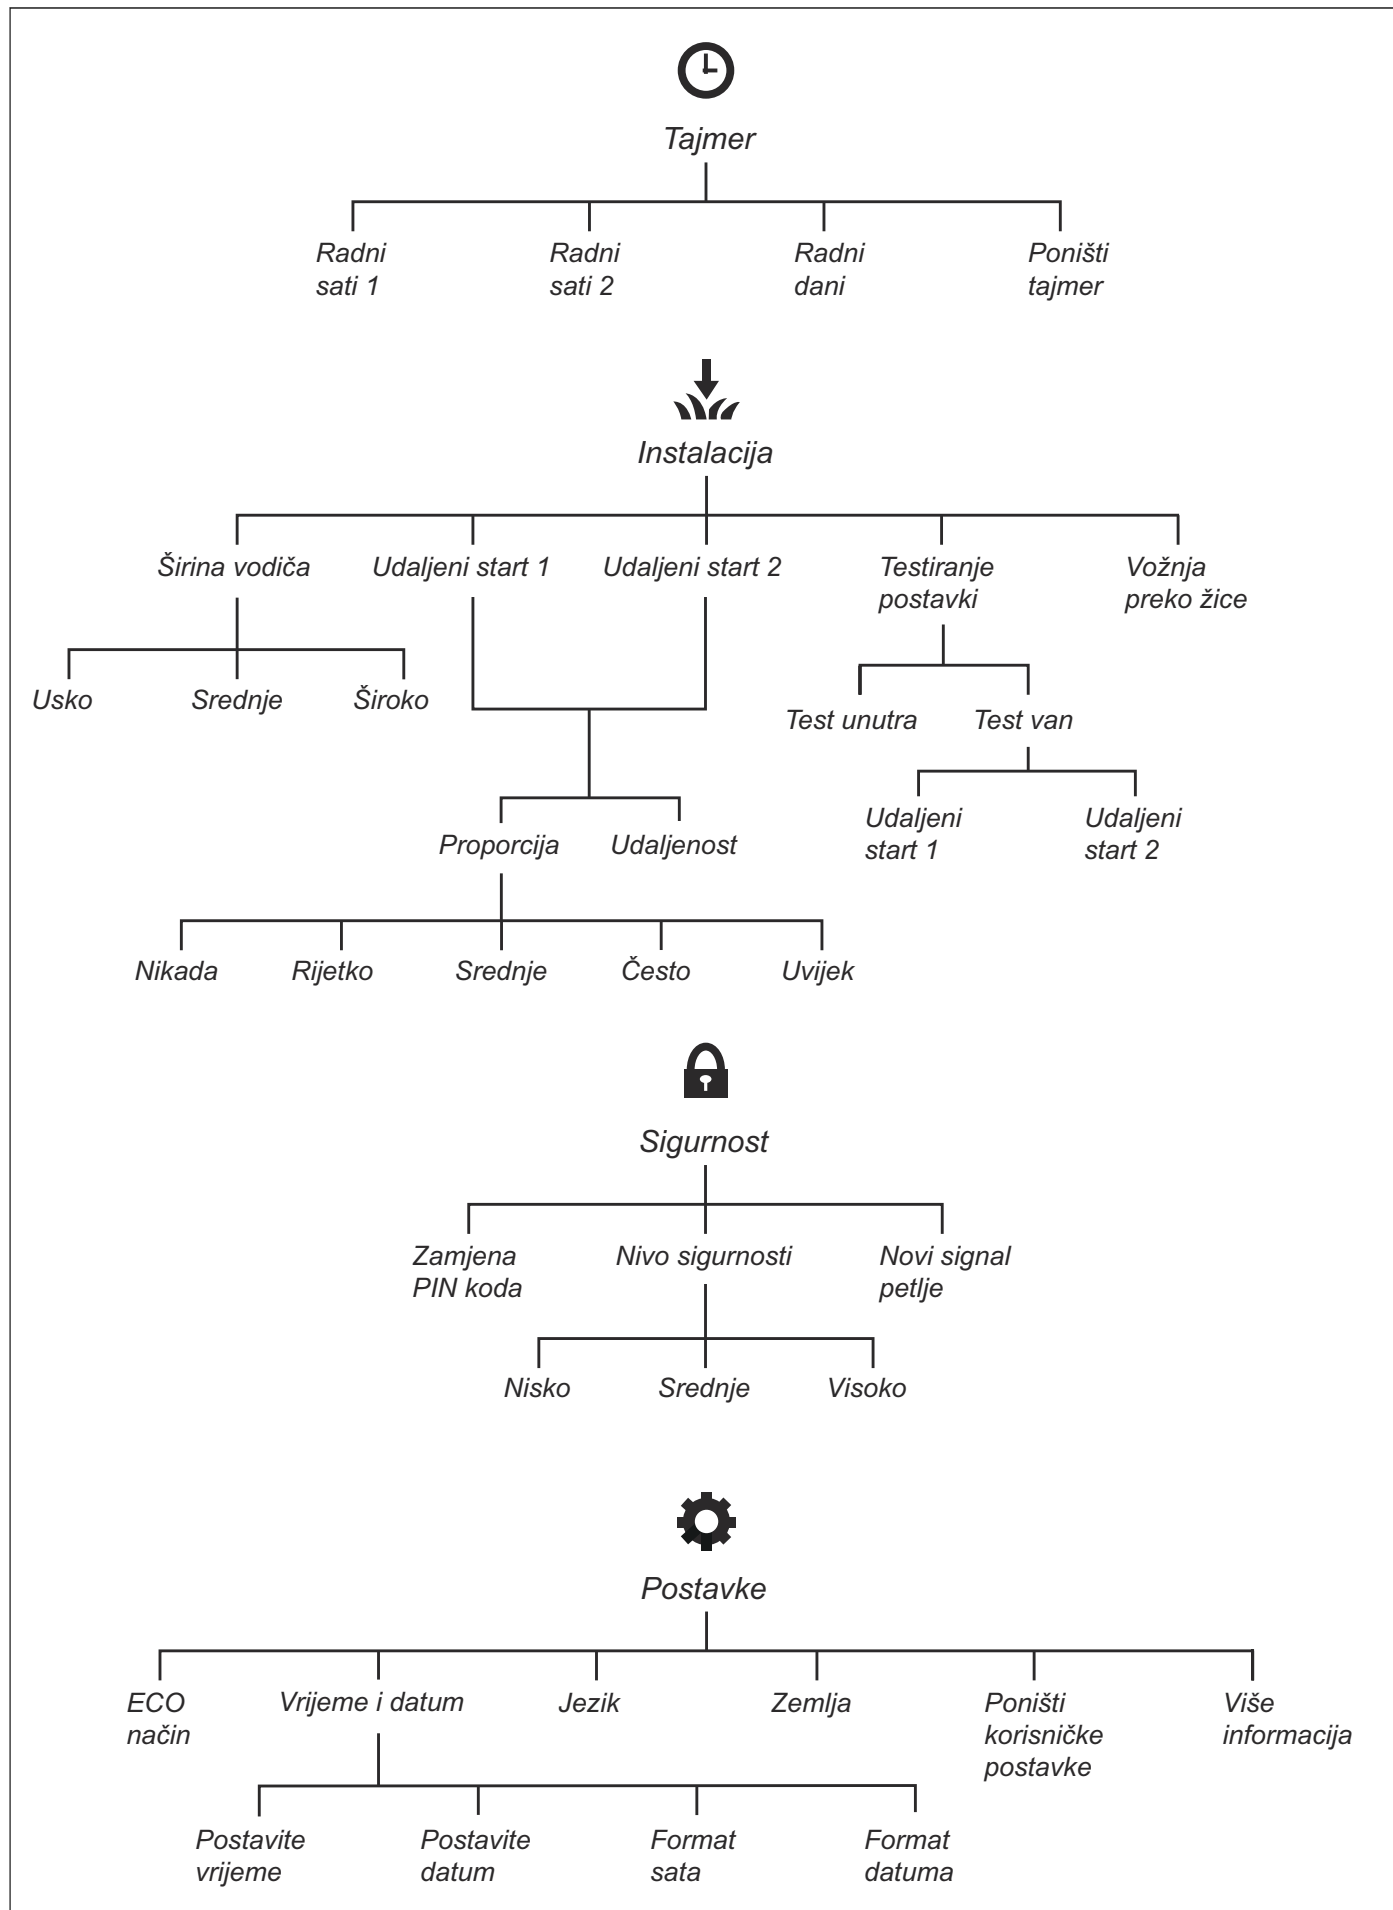 Tajmer
Radni
sati 1
Radni
sati 2
Radni
dani
Poništi
tajmer
Instalacija
Širina vodiča
Udaljeni start 1
Udaljeni start 2
Testiranje
postavki
Vožnja
preko žice
Usko
Srednje
Široko
Test unutra
Test van
Udaljeni
start 1
Udaljeni
start 2
Proporcija
Udaljenost
Nikada
Rijetko
Srednje
Često
Uvijek
Sigurnost
Zamjena
PIN koda
Nivo sigurnosti
Novi signal
petlje
Nisko
Srednje
Visoko
Postavke
ECO
način
Vrijeme i datum
Jezik
Zemlja
Poništi
korisničke
postavke
Više
informacija
Postavite
vrijeme
Postavite
datum
Format
sata
Format
datuma